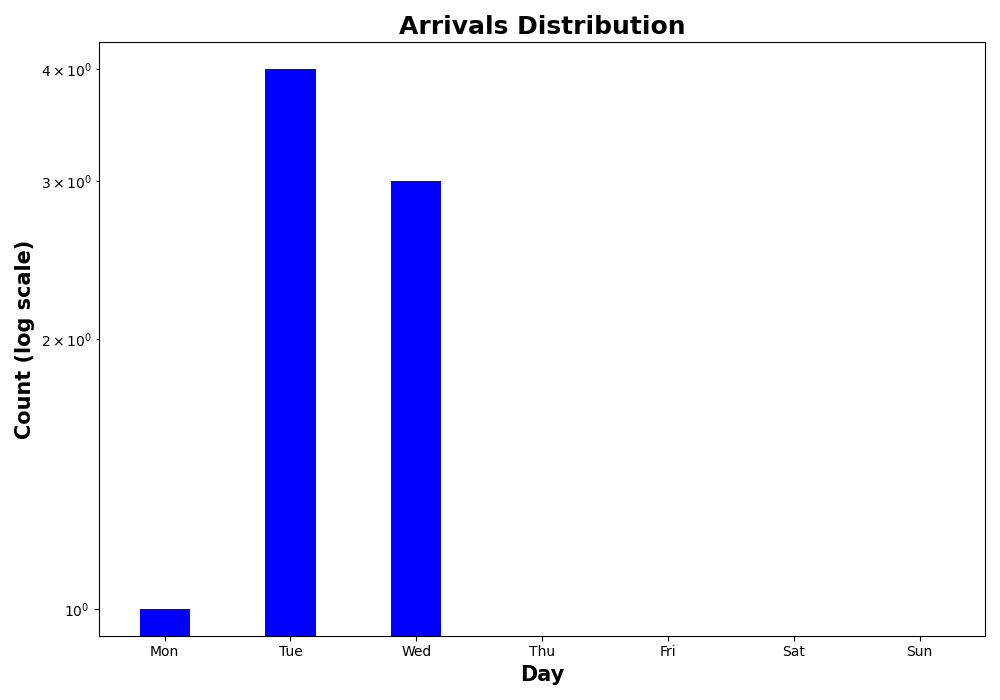 Arrivals Distribution
4 × 10⁰
3 × 10⁰
2 × 10⁰
10⁰
Count (log scale)
Mon Tue Wed Thu Fri Sat Sun
Day